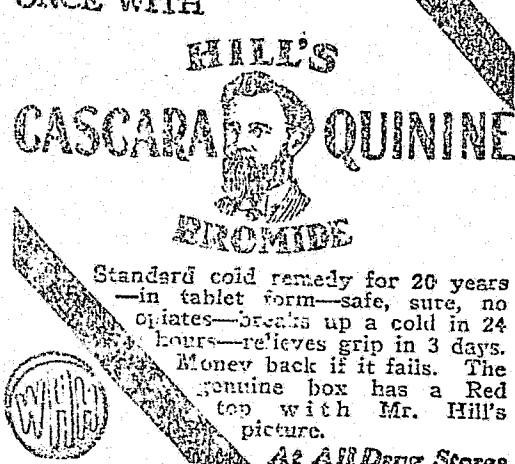 ONCE WITH
HILL'S
CASCARA QUININE
BROMIDE
Standard cold remedy for 20 years
—in tablet form—safe, sure, no
opiates—breaks up a cold in 24
hours—relieves grip in 3 days.
Money back if it fails. The
genuine box has a Red
top with Mr. Hill's
picture.
WHH
At All Drug Stores